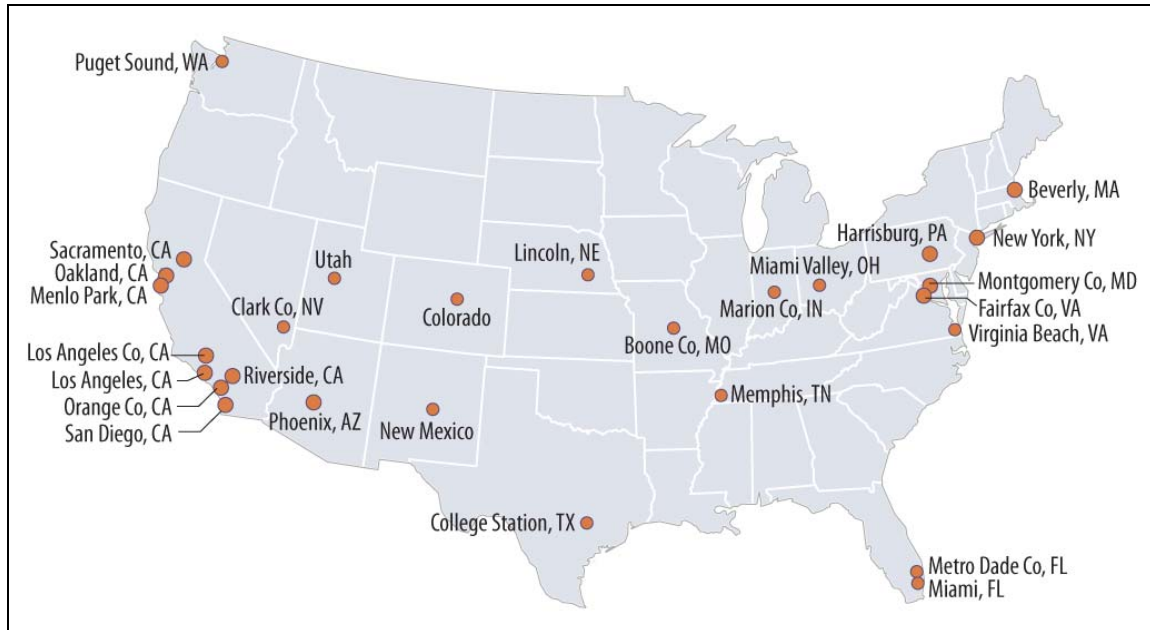 Puget Sound, WA
Beverly, MA
Harrisburg, PA
New York, NY
Sacramento, CA
Lincoln, NE
Utah
Miami Valley, OH
Oakland, CA
Montgomery Co, MD
Menlo Park, CA
Marion Co, IN
Fairfax Co, VA
Clark Co, NV
Colorado
Virginia Beach, VA
Boone Co, MO
Los Angeles Co, CA
Los Angeles, CA
Riverside, CA
Memphis, TN
Orange Co, CA
Phoenix, AZ
New Mexico
San Diego, CA
College Station, TX
Metro Dade Co, FL
Miami, FL